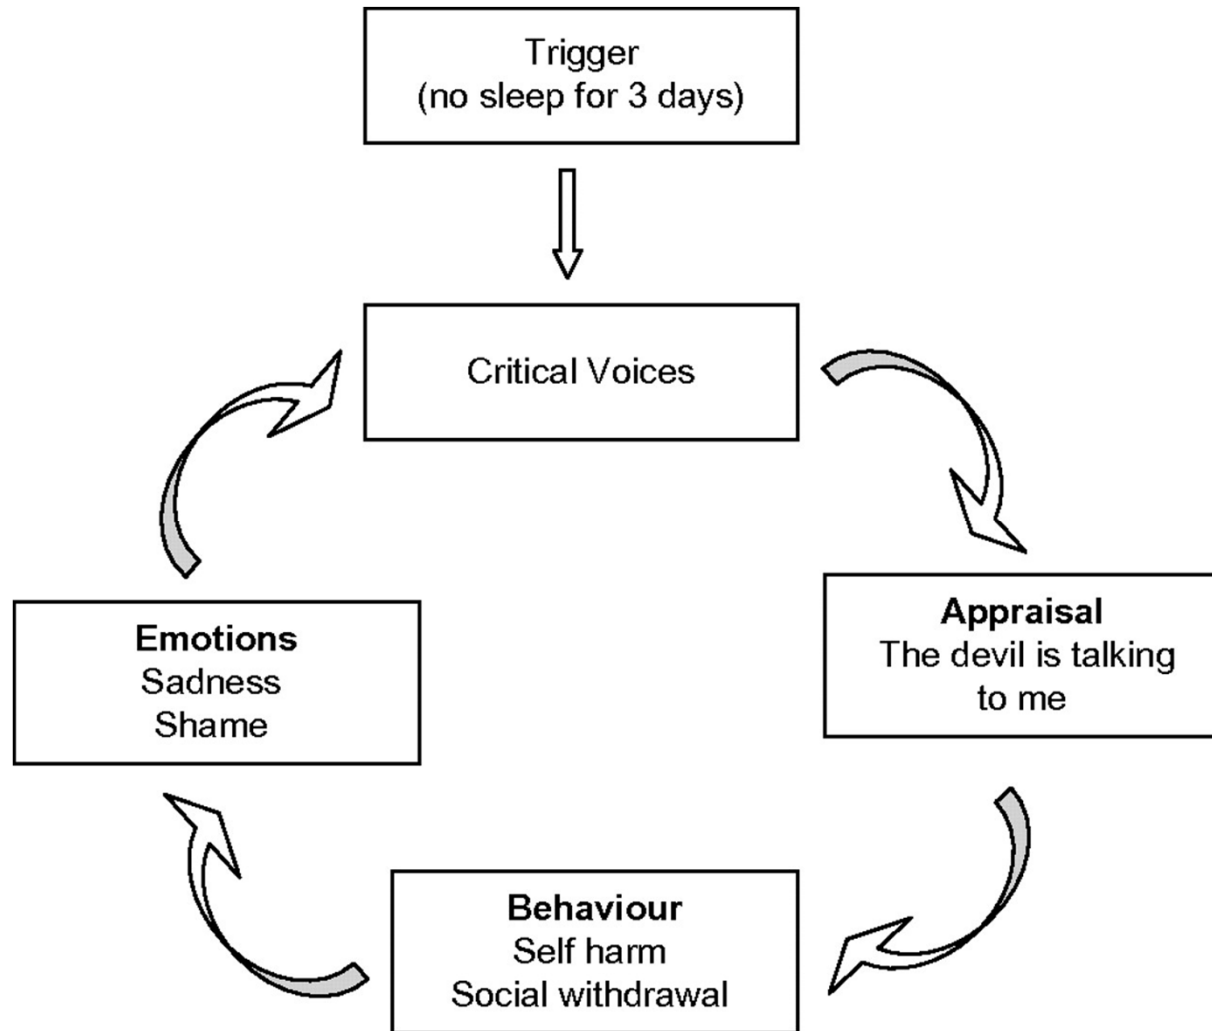 Trigger
(no sleep for 3 days)
Critical Voices
Emotions
Sadness
Shame
Appraisal
The devil is talking
to me
Behaviour
Self harm
Social withdrawal